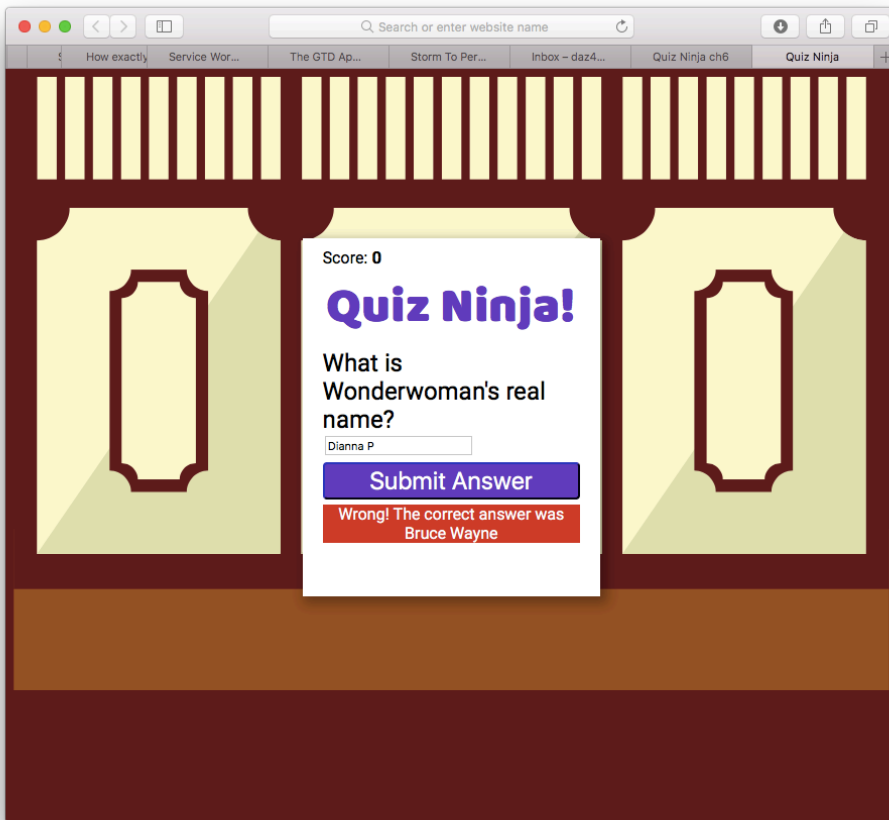 Search or enter website name
How exactly
Service Wor...
The GTD Ap...
Storm To Per...
Inbox – daz4...
Quiz Ninja ch6
Quiz Ninja
Score: 0
Quiz Ninja!
What is
Wonderwoman's real
name?
Dianna P
Submit Answer
Wrong! The correct answer was
Bruce Wayne